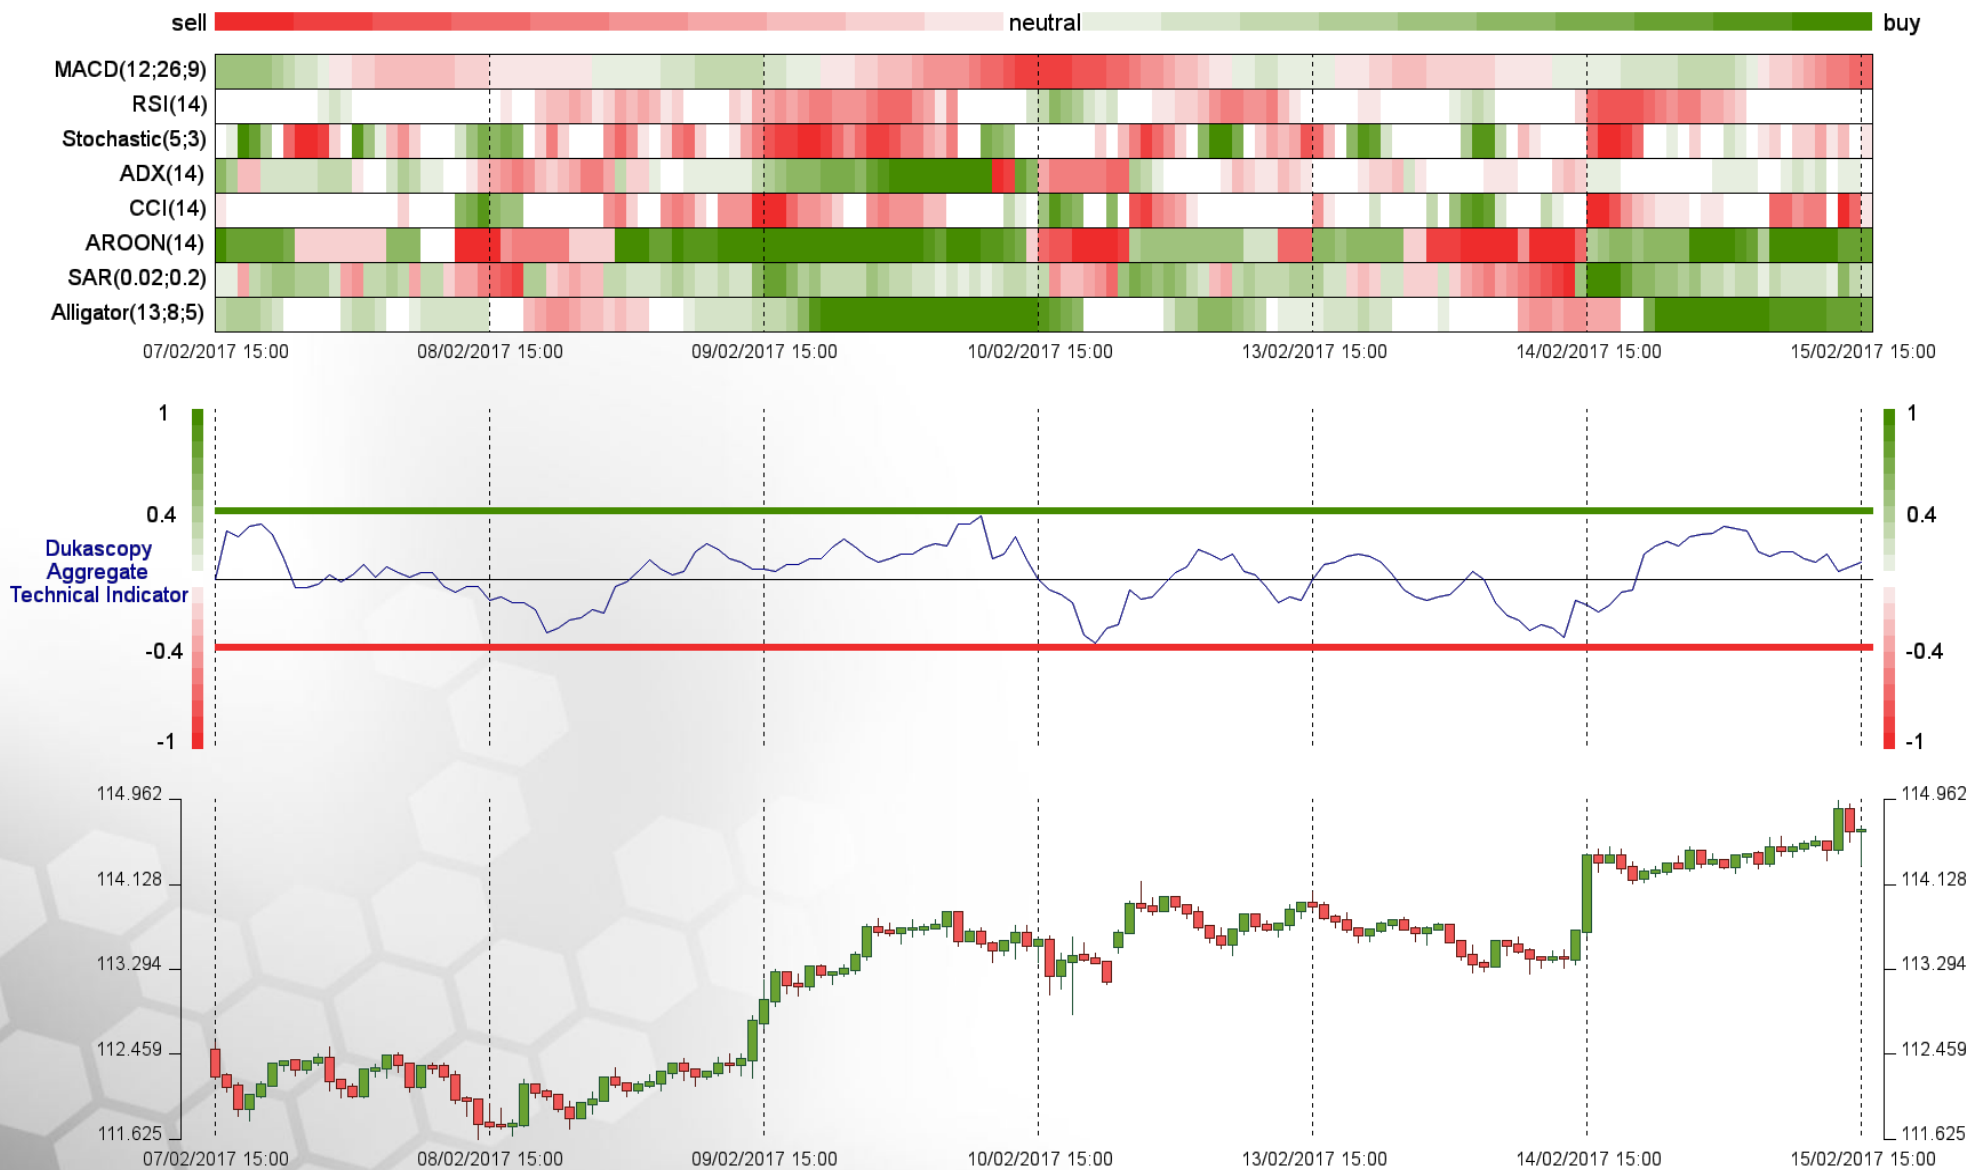 sell neutral buy
MACD(12;26;9)
RSI(14)
Stochastic(5;3)
ADX(14)
CCI(14)
AROON(14)
SAR(0.02;0.2)
Alligator(13;8;5)
07/02/2017 15:00 08/02/2017 15:00 09/02/2017 15:00 10/02/2017 15:00 13/02/2017 15:00 14/02/2017 15:00 15/02/2017 15:00
1 1
0.4 0.4
Dukascopy
Aggregate
Technical Indicator
-0.4 -0.4
-1 -1
114.962 114.962
114.128 114.128
113.294 113.294
112.459 112.459
111.625 111.625
07/02/2017 15:00 08/02/2017 15:00 09/02/2017 15:00 10/02/2017 15:00 13/02/2017 15:00 14/02/2017 15:00 15/02/2017 15:00